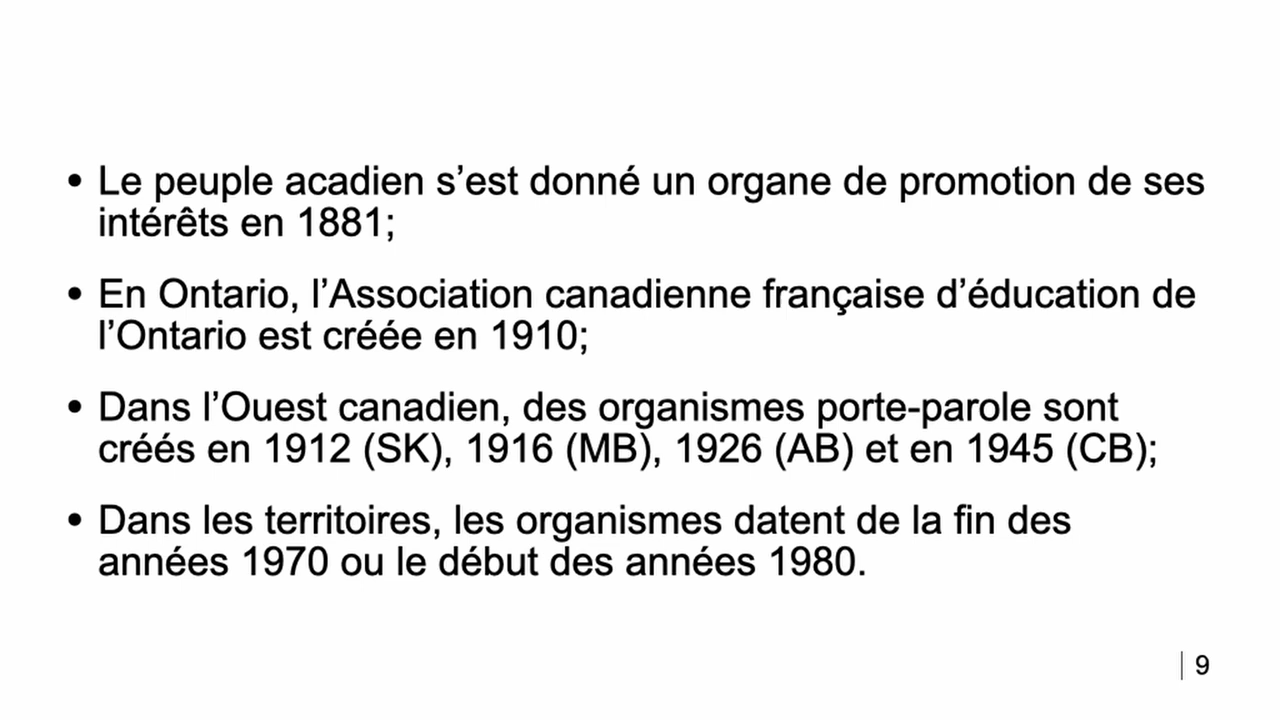 • Le peuple acadien s’est donné un organe de promotion de ses
intérêts en 1881;
• En Ontario, l’Association canadienne française d’éducation de
l’Ontario est créée en 1910;
• Dans l’Ouest canadien, des organismes porte-parole sont
créés en 1912 (SK), 1916 (MB), 1926 (AB) et en 1945 (CB);
• Dans les territoires, les organismes datent de la fin des
années 1970 ou le début des années 1980.
9